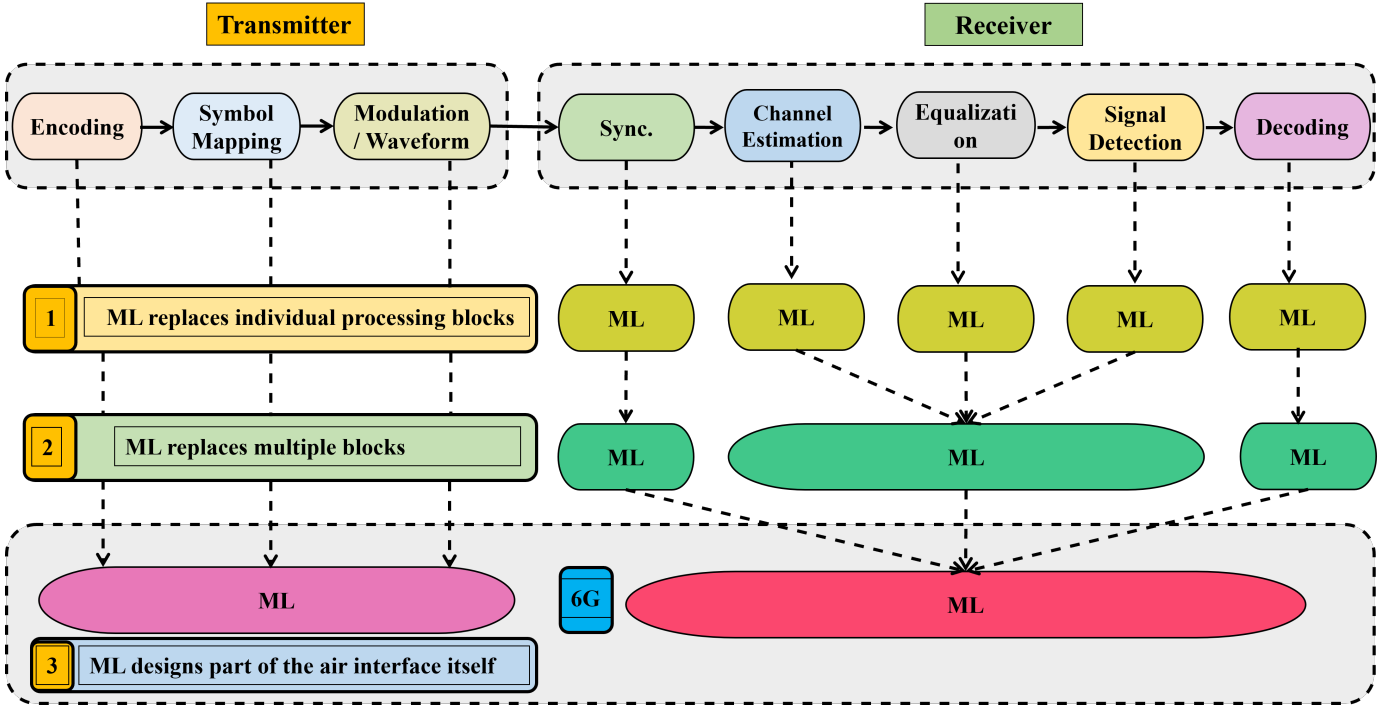 Transmitter
Receiver
Encoding
Symbol
Mapping
Modulation
/ Waveform
Sync.
Channel
Estimation
Equalizati
on
Signal
Detection
Decoding
1
ML replaces individual processing blocks
ML
ML
ML
ML
ML
2
ML replaces multiple blocks
ML
ML
ML
ML
6G
ML
3
ML designs part of the air interface itself